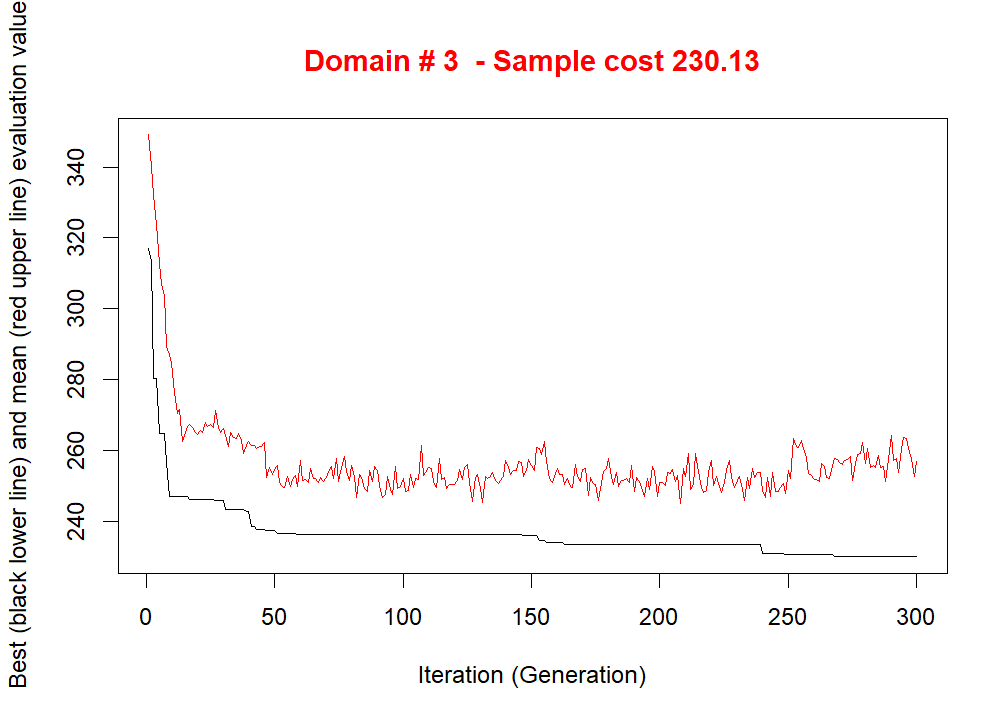 Domain # 3  - Sample cost 230.13
Best (black lower line) and mean (red upper line) evaluation value
340
320
300
280
260
240
0 50 100 150 200 250 300
Iteration (Generation)